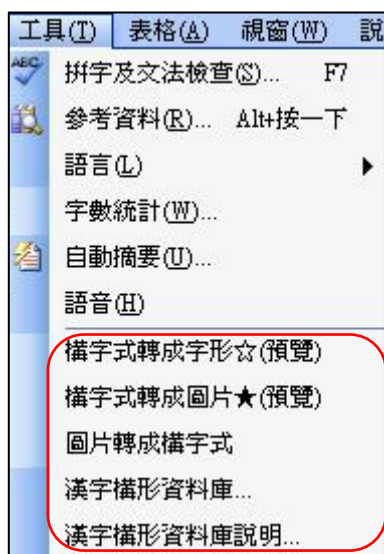 工具(T) 表格(A) 視窗(W) 說
拼字及文法檢查(S)... F7
參考資料(R)... Alt+按一下
語言(L)
字數統計(W)...
自動摘要(U)...
語音(H)
構字式轉成字形☆(預覽)
構字式轉成圖片★(預覽)
圖片轉成構字式
漢字構形資料庫...
漢字構形資料庫說明...